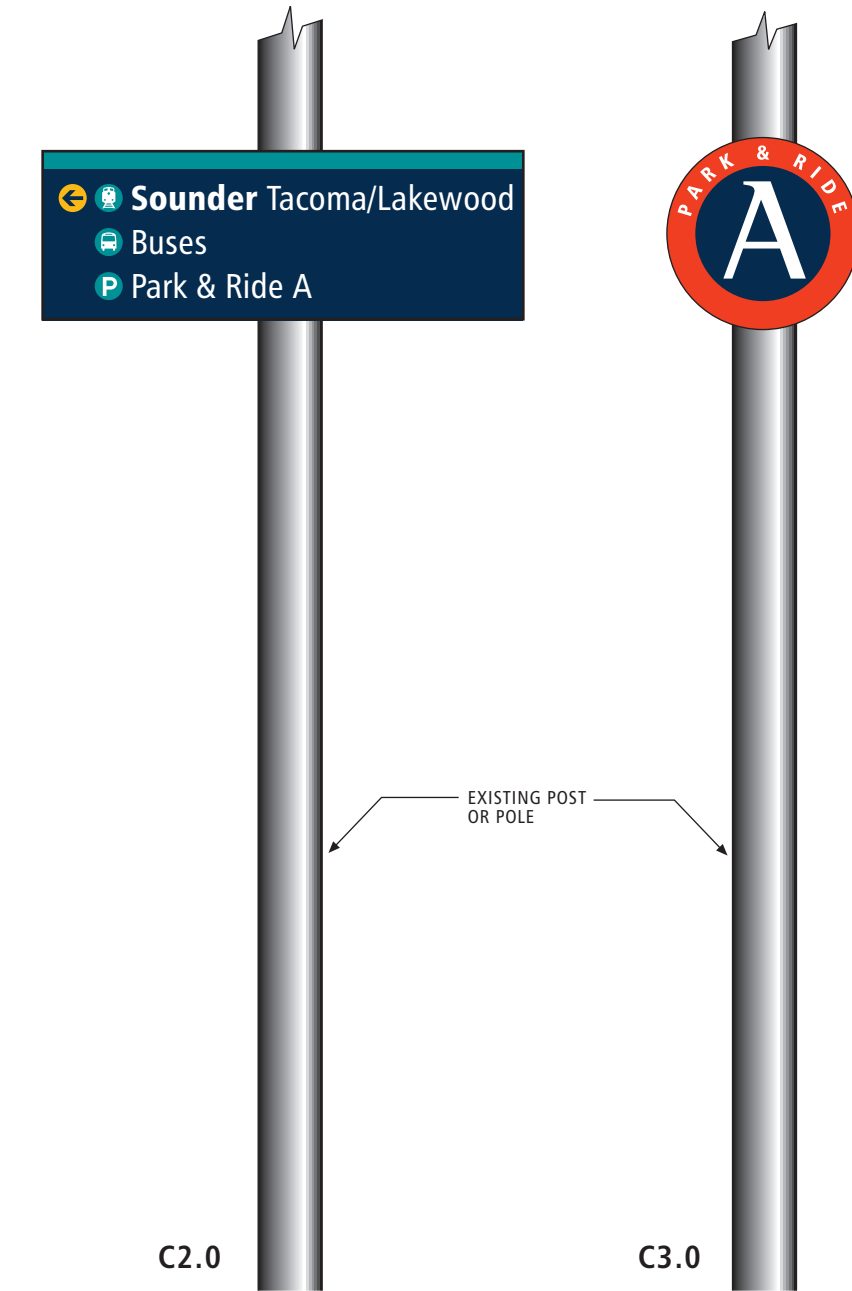 Sounder Tacoma/Lakewood
Buses
P Park & Ride A
PARK & RIDE
A
EXISTING POST
OR POLE
C2.0
C3.0